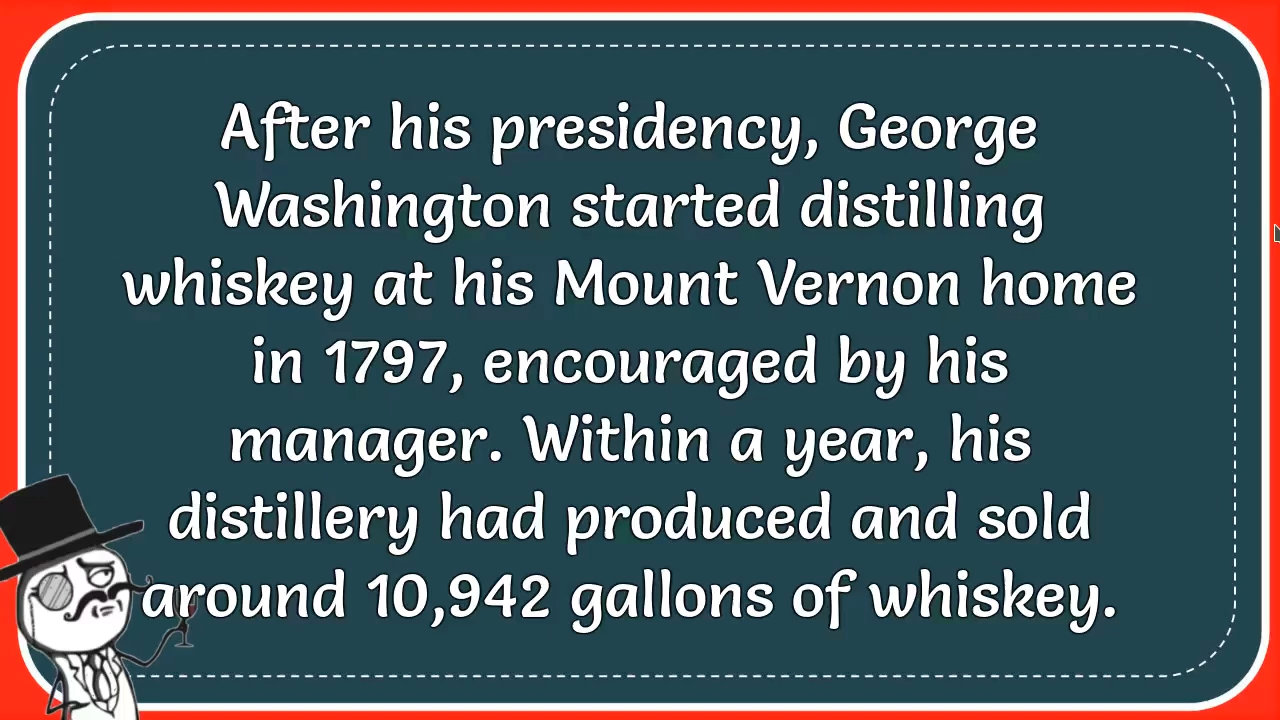 After his presidency, George
Washington started distilling
whiskey at his Mount Vernon home
in 1797, encouraged by his
manager. Within a year, his
distillery had produced and sold
around 10,942 gallons of whiskey.